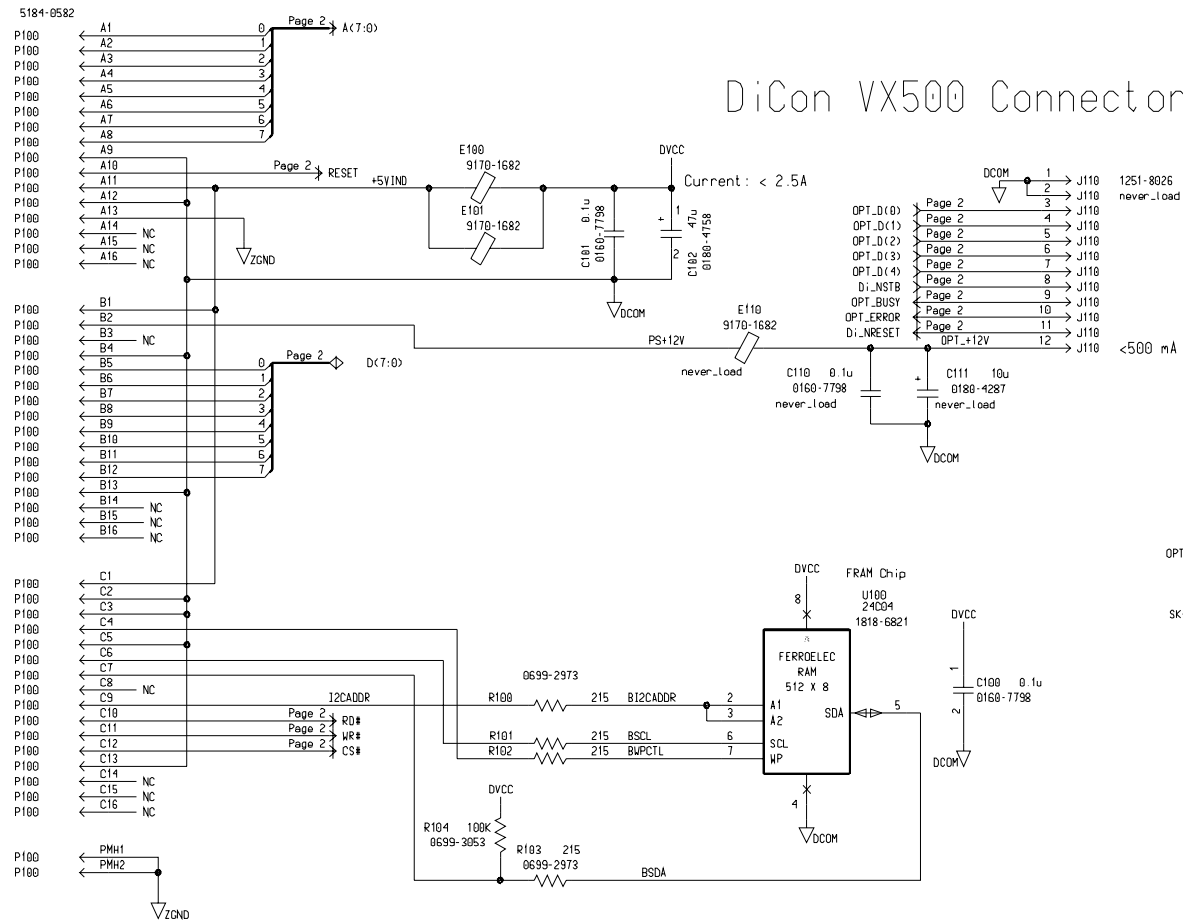 5184-0582
DiCon VX500 Connector
P100 A1 0 Page 2 A(7:0)
P100 A2 1
P100 A3 2
P100 A4 3
P100 A5 4
P100 A6 5
P100 A7 6
P100 A8 7
P100 A9
P100 A10 Page 2 RESET
P100 A11 +5VIND
P100 A12
P100 A13
P100 A14 NC
P100 A15 NC
P100 A16 NC
ZGND
E100
9170-1682
E101
9170-1682
DVCC
Current: < 2.5A
C101 0.1u
0160-7798
1
2
+
C102 47u
0180-4758
DCOM
DCOM
1 J110 1251-8026
2 J110 never_load
OPT_D(0) Page 2 3 J110
OPT_D(1) Page 2 4 J110
OPT_D(2) Page 2 5 J110
OPT_D(3) Page 2 6 J110
OPT_D(4) Page 2 7 J110
Di_NSTB Page 2 8 J110
OPT_BUSY Page 2 9 J110
OPT_ERROR Page 2 10 J110
Di_NRESET Page 2 11 J110
OPT_+12V 12 J110 <500 mA
P100 B1
P100 B2
P100 B3 NC
P100 B4
P100 B5 0 Page 2 D(7:0)
P100 B6 1
P100 B7 2
P100 B8 3
P100 B9 4
P100 B10 5
P100 B11 6
P100 B12 7
P100 B13
P100 B14 NC
P100 B15 NC
P100 B16 NC
PS+12V
E110
9170-1682
never_load
C110 0.1u
0160-7798
never_load
+
C111 10u
0180-4287
never_load
DCOM
OPT
SK
P100 C1
P100 C2
P100 C3
P100 C4
P100 C5
P100 C6
P100 C7
P100 C8 NC
P100 C9 I2CADDR
P100 C10 Page 2 RD#
P100 C11 Page 2 WR#
P100 C12 Page 2 CS#
P100 C13
P100 C14 NC
P100 C15 NC
P100 C16 NC
0699-2973
R100 215 BI2CADDR 2
3
R101 215 BSCL 6
R102 215 BWPCTL 7
DVCC
8
FRAM Chip
U100
24C04
1818-6821
FERROELEC
RAM
512 X 8
A1
A2
SCL
WP
SDA 5
4
DCOM
DVCC
1
C100 0.1u
0160-7798
2
DCOM
DVCC
R104 100K
0699-3053
R103 215
0699-2973
BSDA
P100 PMH1
P100 PMH2
ZGND